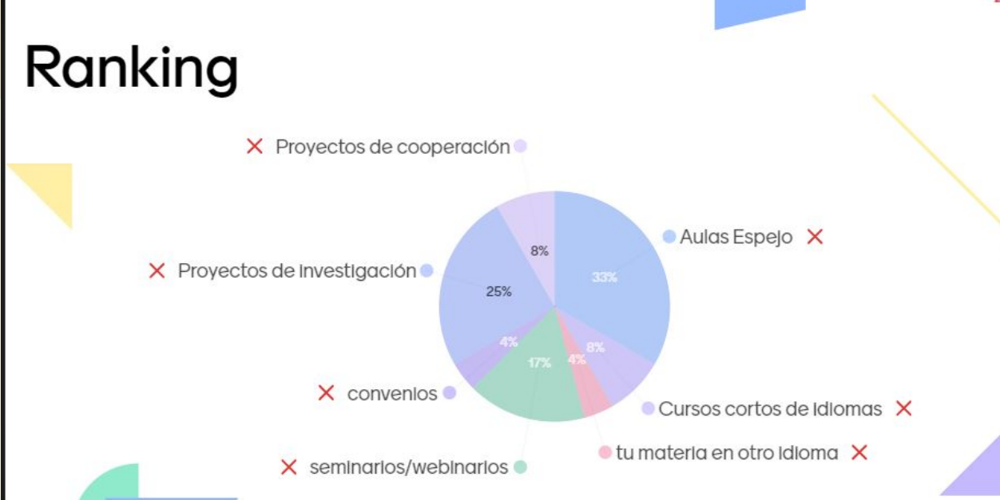 Ranking
Proyectos de cooperación
Aulas Espejo
Proyectos de investigación
convenios
seminarios/webinarios
Cursos cortos de idiomas
tu materia en otro idioma
8%
33%
25%
4%
17%
4%
8%